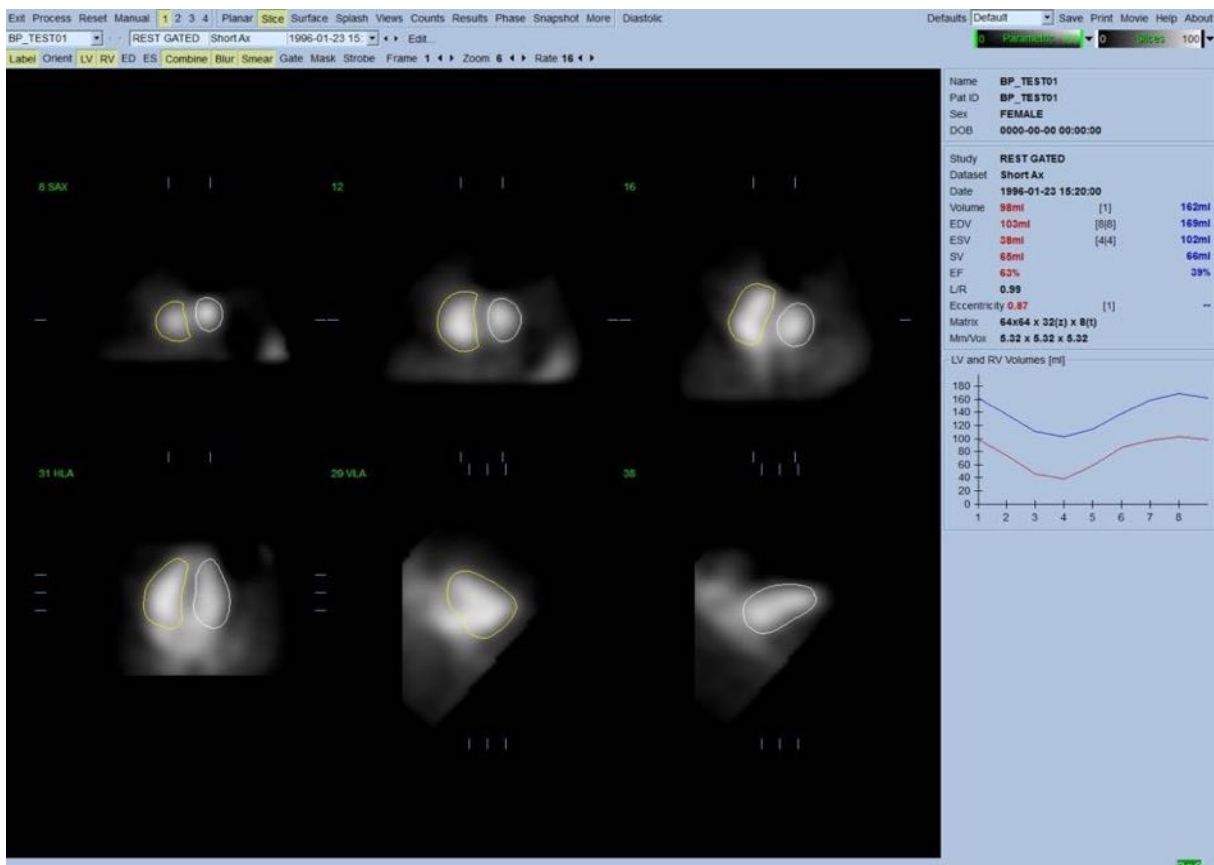 Exit Process Reset Manual 1 2 3 4 Planar Slice Surface Splash Views Counts Results Phase Snapshot More Diastolic Defaults Default Save Print Movie Help About
BP_TEST01 REST GATED Short Ax 1996-01-23 15: Edit... 0 Parametric 0 Slices 100
Label Orient LV RV ED ES Combine Blur Smear Gate Mask Strobe Frame 1 Zoom 6 Rate 16
Name BP_TEST01
Pat ID BP_TEST01
Sex FEMALE
DOB 0000-00-00 00:00:00
Study REST GATED
Dataset Short Ax
Date 1996-01-23 15:20:00
Volume 98ml [1] 162ml
EDV 103ml [8|8] 169ml
ESV 38ml [4|4] 102ml
SV 65ml 66ml
EF 63% 39%
L/R 0.99
Eccentricity 0.87 [1] --
Matrix 64x64 x 32(z) x 8(t)
Mm/Vox 5.32 x 5.32 x 5.32
LV and RV Volumes [ml]
180
160
140
120
100
80
60
40
20
0
1 2 3 4 5 6 7 8
8 SAX 12 16
31 HLA 29 VLA 38